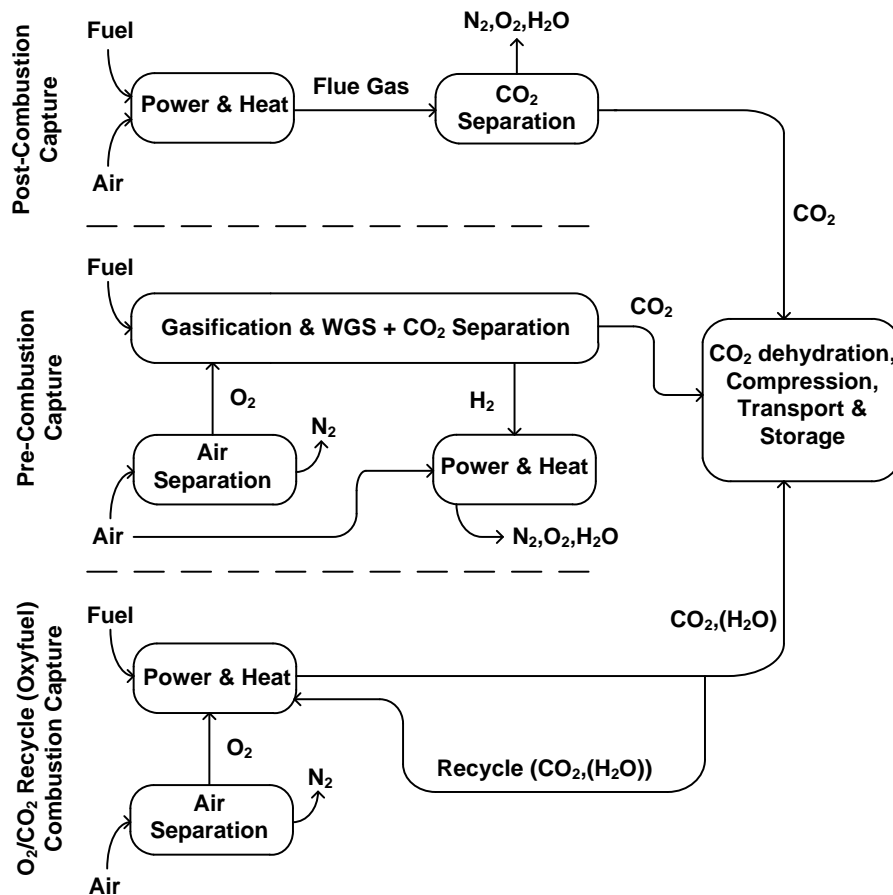 Post-Combustion
Capture
Fuel
Air
Power & Heat
Flue Gas
CO₂
Separation
N₂,O₂,H₂O
CO₂
Pre-Combustion
Capture
Fuel
Gasification & WGS + CO₂ Separation
CO₂
O₂
H₂
N₂
Air
Separation
Power & Heat
Air
N₂,O₂,H₂O
CO₂ dehydration,
Compression,
Transport &
Storage
O₂/CO₂ Recycle (Oxyfuel)
Combustion Capture
Fuel
CO₂,(H₂O)
Power & Heat
O₂
Recycle (CO₂,(H₂O))
N₂
Air
Separation
Air